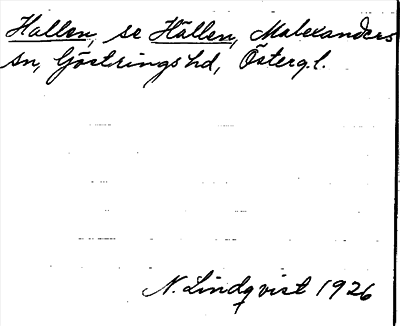 Hallen, se Hällen, Malexanders
sn, Göstrings hd, Österg.l.
N. Lindqvist 1926